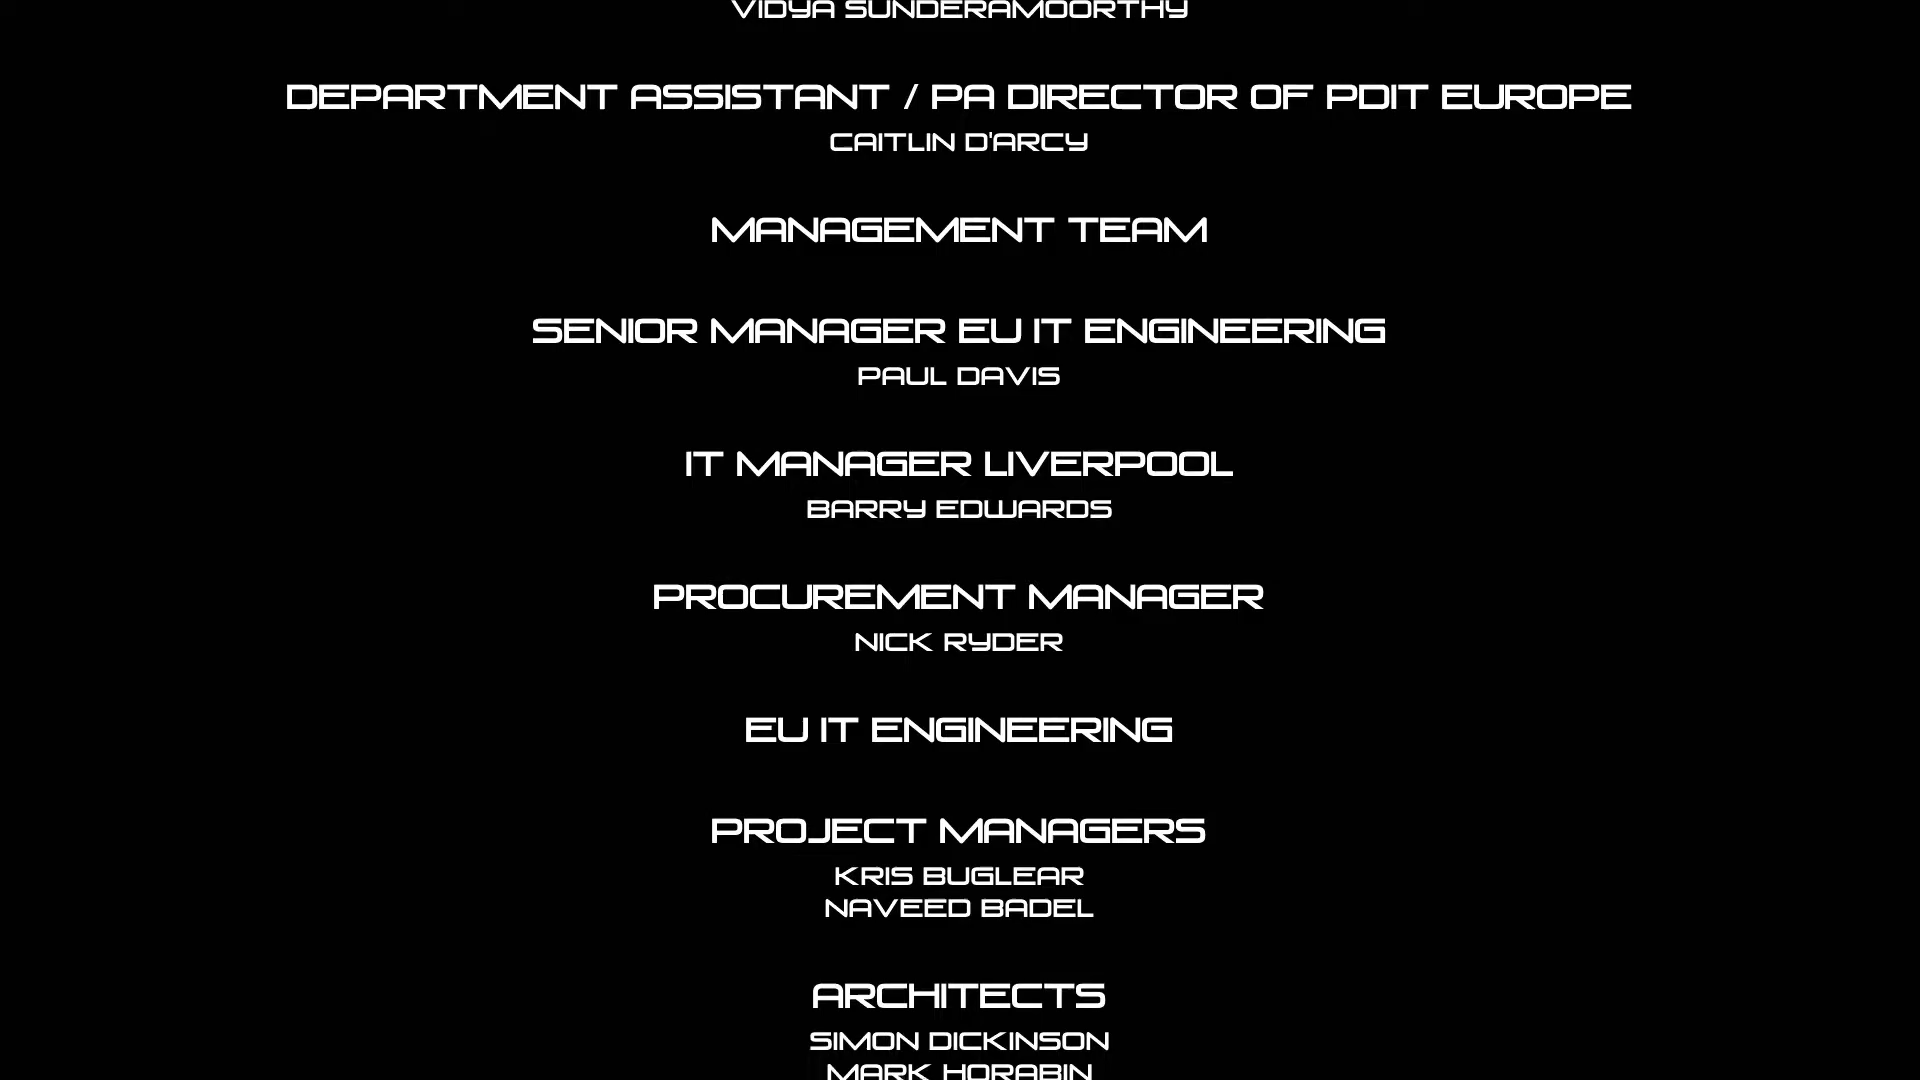 VIDYA SUNDERAMOORTHY
DEPARTMENT ASSISTANT / PA DIRECTOR OF PDIT EUROPE
CAITLIN D'ARCY
MANAGEMENT TEAM
SENIOR MANAGER EU IT ENGINEERING
PAUL DAVIS
IT MANAGER LIVERPOOL
BARRY EDWARDS
PROCUREMENT MANAGER
NICK RYDER
EU IT ENGINEERING
PROJECT MANAGERS
KRIS BUGLEAR
NAVEED BADEL
ARCHITECTS
SIMON DICKINSON
MARK HORABIN